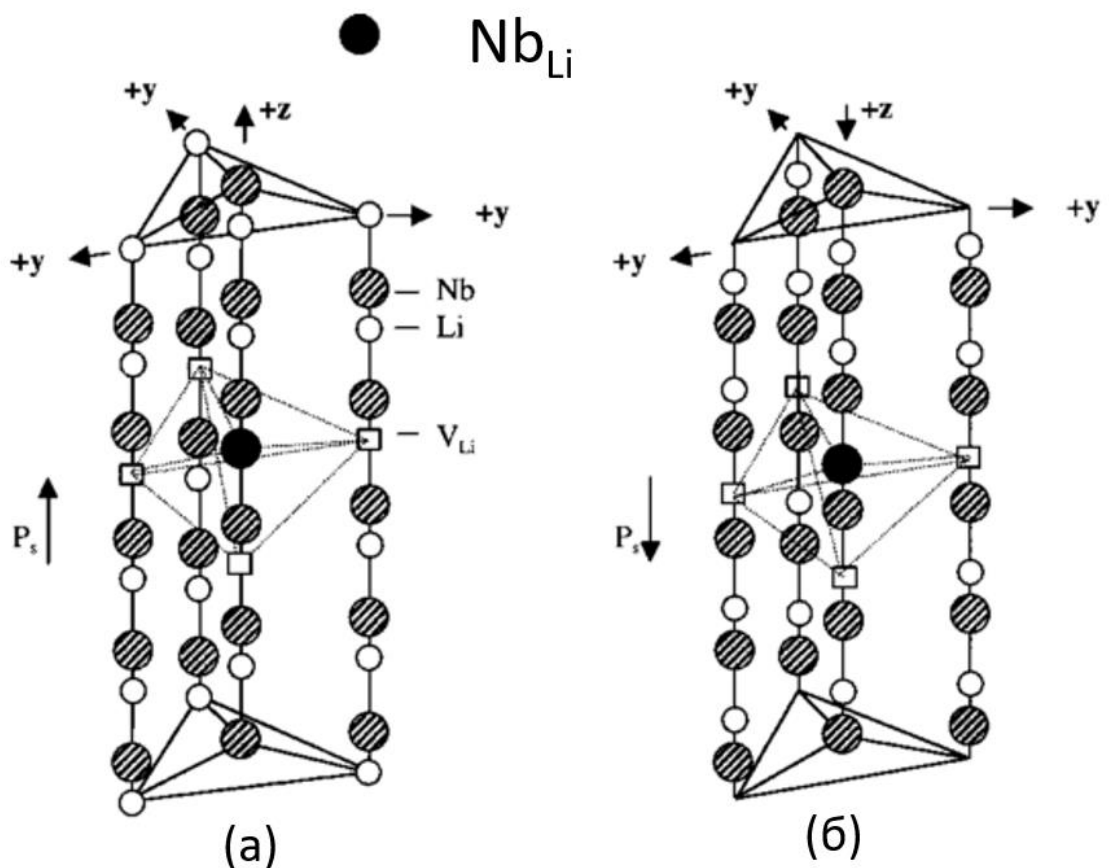 Nb_Li
+y +z +y +z
+y +y
+y +y
Nb
Li
V_Li
P_s P_s
(а) (б)